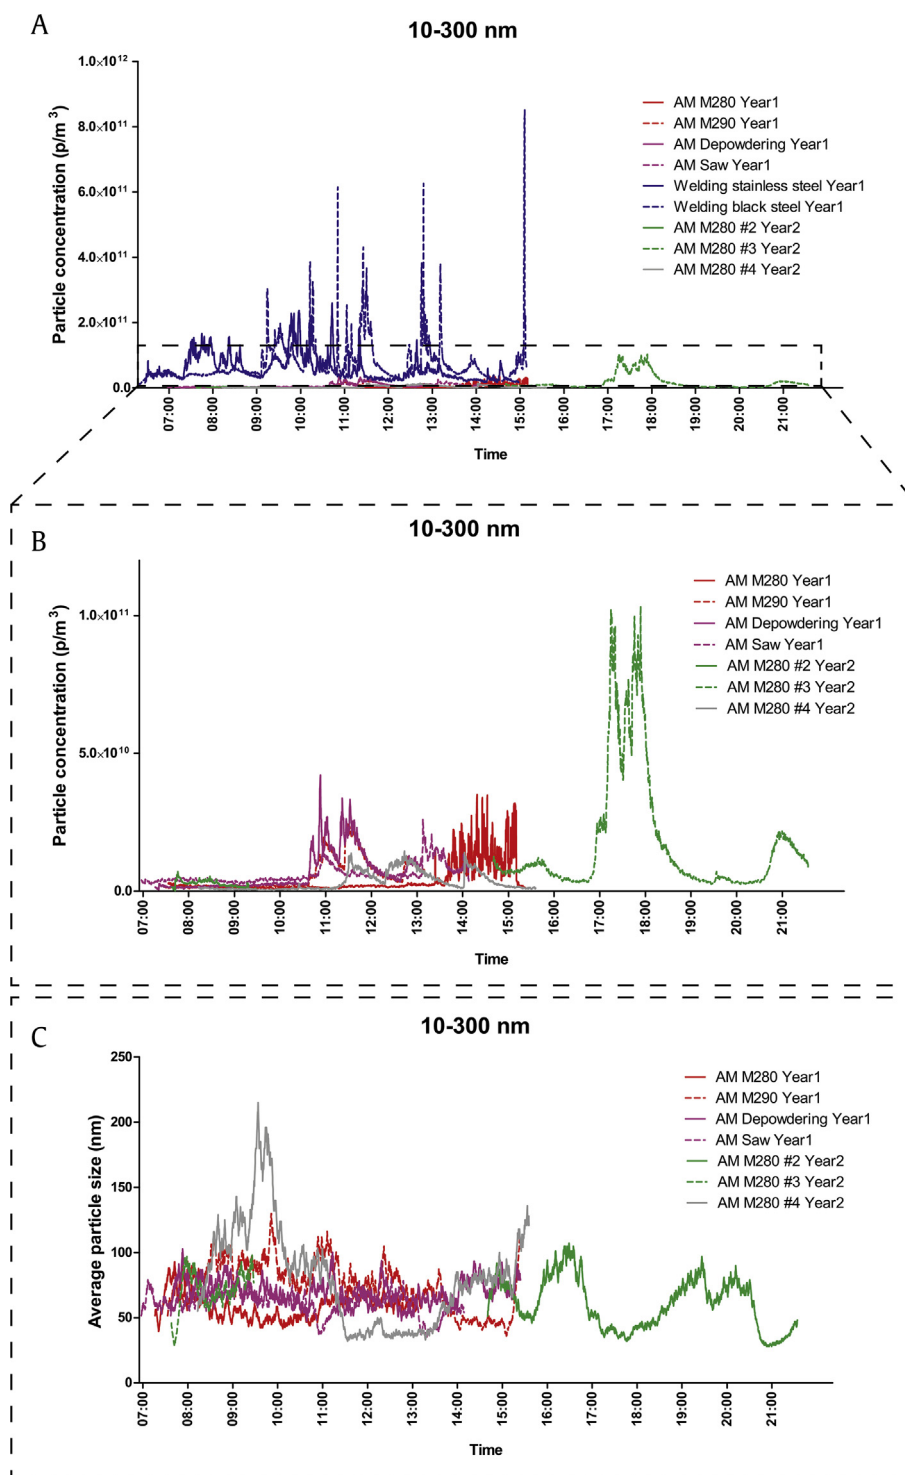 A
10-300 nm
Particle concentration (p/m³)
1.0×10¹²
8.0×10¹¹
6.0×10¹¹
4.0×10¹¹
2.0×10¹¹
0.0
AM M280 Year1
AM M290 Year1
AM Depowdering Year1
AM Saw Year1
Welding stainless steel Year1
Welding black steel Year1
AM M280 #2 Year2
AM M280 #3 Year2
AM M280 #4 Year2
07:00 08:00 09:00 10:00 11:00 12:00 13:00 14:00 15:00 16:00 17:00 18:00 19:00 20:00 21:00
Time
B
10-300 nm
Particle concentration (p/m³)
1.0×10¹¹
5.0×10¹⁰
0.0
AM M280 Year1
AM M290 Year1
AM Depowdering Year1
AM Saw Year1
AM M280 #2 Year2
AM M280 #3 Year2
AM M280 #4 Year2
07:00 08:00 09:00 10:00 11:00 12:00 13:00 14:00 15:00 16:00 17:00 18:00 19:00 20:00 21:00
Time
C
10-300 nm
Average particle size (nm)
250
200
150
100
50
0
AM M280 Year1
AM M290 Year1
AM Depowdering Year1
AM Saw Year1
AM M280 #2 Year2
AM M280 #3 Year2
AM M280 #4 Year2
07:00 08:00 09:00 10:00 11:00 12:00 13:00 14:00 15:00 16:00 17:00 18:00 19:00 20:00 21:00
Time